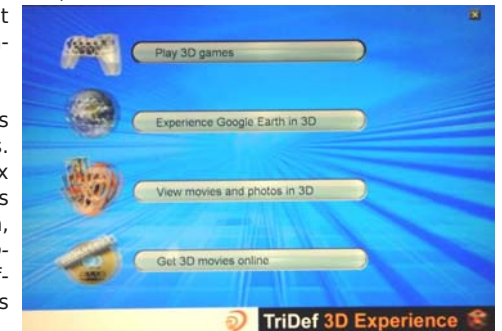 t
-
s
s.
x
s
,
-
f-
s
Play 3D games
Experience Google Earth in 3D
View movies and photos in 3D
Get 3D movies online
TriDef 3D Experience